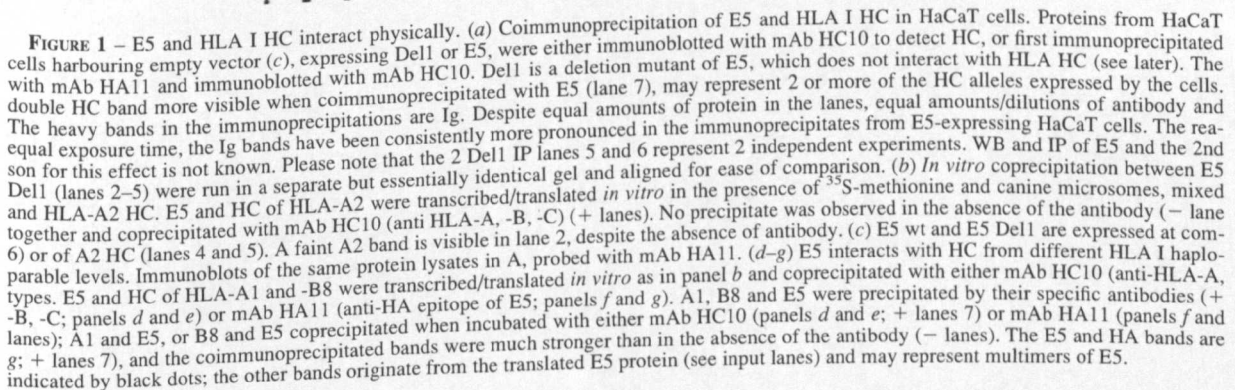 FIGURE 1 – E5 and HLA I HC interact physically. (a) Coimmunoprecipitation of E5 and HLA I HC in HaCaT cells. Proteins from HaCaT
cells harbouring empty vector (c), expressing Del1 or E5, were either immunoblotted with mAb HC10 to detect HC, or first immunoprecipitated
with mAb HA11 and immunoblotted with mAb HC10. Del1 is a deletion mutant of E5, which does not interact with HLA HC (see later). The
double HC band more visible when coimmunoprecipitated with E5 (lane 7), may represent 2 or more of the HC alleles expressed by the cells.
The heavy bands in the immunoprecipitations are Ig. Despite equal amounts of protein in the lanes, equal amounts/dilutions of antibody and
equal exposure time, the Ig bands have been consistently more pronounced in the immunoprecipitates from E5-expressing HaCaT cells. The rea-
son for this effect is not known. Please note that the 2 Del1 IP lanes 5 and 6 represent 2 independent experiments. WB and IP of E5 and the 2nd
Del1 (lanes 2–5) were run in a separate but essentially identical gel and aligned for ease of comparison. (b) In vitro coprecipitation between E5
and HLA-A2 HC. E5 and HC of HLA-A2 were transcribed/translated in vitro in the presence of ³⁵S-methionine and canine microsomes, mixed
together and coprecipitated with mAb HC10 (anti HLA-A, -B, -C) (+ lanes). No precipitate was observed in the absence of the antibody (− lane
6) or of A2 HC (lanes 4 and 5). A faint A2 band is visible in lane 2, despite the absence of antibody. (c) E5 wt and E5 Del1 are expressed at com-
parable levels. Immunoblots of the same protein lysates in A, probed with mAb HA11. (d–g) E5 interacts with HC from different HLA I haplo-
types. E5 and HC of HLA-A1 and -B8 were transcribed/translated in vitro as in panel b and coprecipitated with either mAb HC10 (anti-HLA-A,
-B, -C; panels d and e) or mAb HA11 (anti-HA epitope of E5; panels f and g). A1, B8 and E5 were precipitated by their specific antibodies (+
lanes); A1 and E5, or B8 and E5 coprecipitated when incubated with either mAb HC10 (panels d and e; + lanes 7) or mAb HA11 (panels f and
g; + lanes 7), and the coimmunoprecipitated bands were much stronger than in the absence of the antibody (− lanes). The E5 and HA bands are
indicated by black dots; the other bands originate from the translated E5 protein (see input lanes) and may represent multimers of E5.